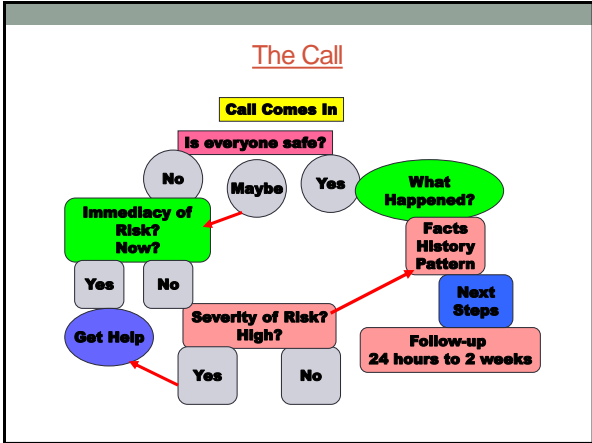 The Call
Call Comes In
Is everyone safe?
No
Maybe
Yes
What
Happened?
Immediacy of
Risk?
Now?
Facts
History
Pattern
Yes
No
Next
Steps
Severity of Risk?
High?
Get Help
Follow-up
24 hours to 2 weeks
Yes
No